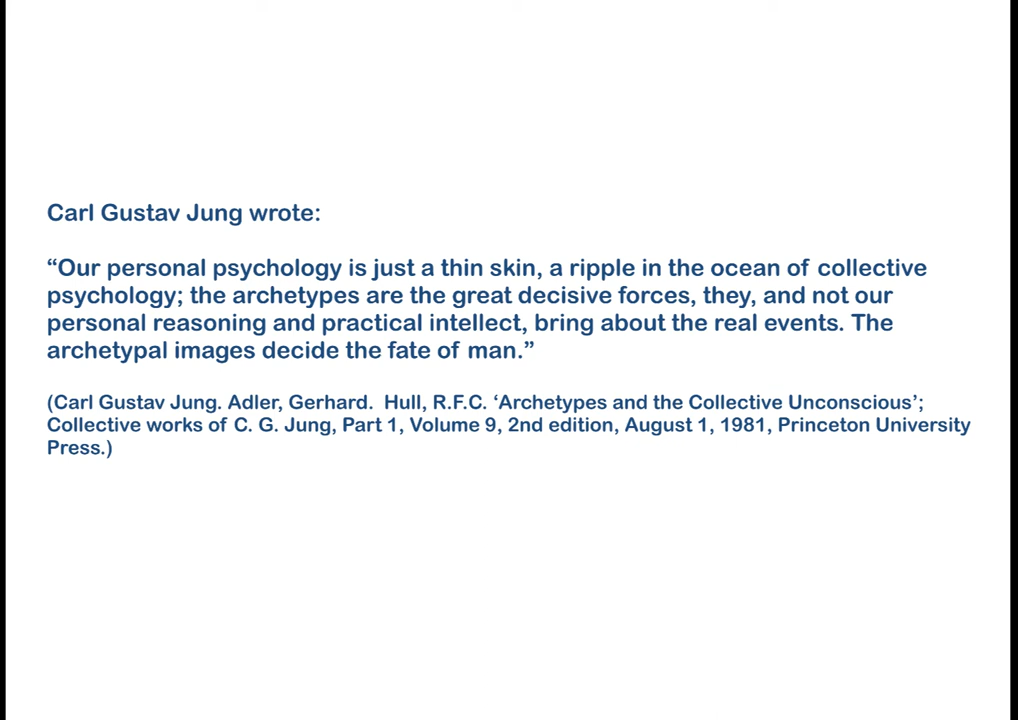 Carl Gustav Jung wrote:
“Our personal psychology is just a thin skin, a ripple in the ocean of collective
psychology; the archetypes are the great decisive forces, they, and not our
personal reasoning and practical intellect, bring about the real events. The
archetypal images decide the fate of man.”
(Carl Gustav Jung. Adler, Gerhard.  Hull, R.F.C. ‘Archetypes and the Collective Unconscious’;
Collective works of C. G. Jung, Part 1, Volume 9, 2nd edition, August 1, 1981, Princeton University
Press.)